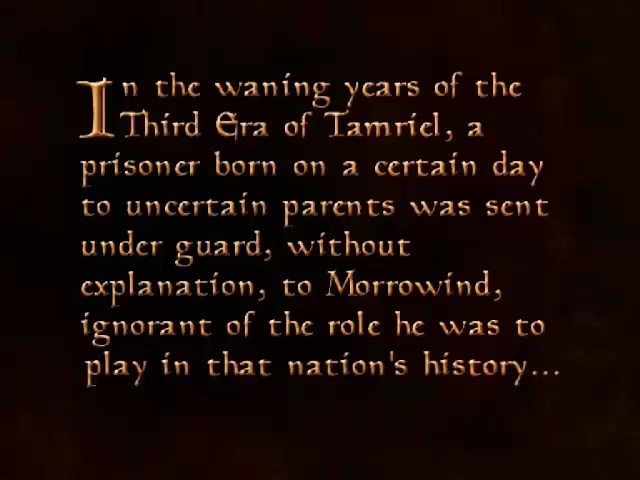 In the waning years of the
Third Era of Tamriel, a
prisoner born on a certain day
to uncertain parents was sent
under guard, without
explanation, to Morrowind,
ignorant of the role he was to
play in that nation's history...